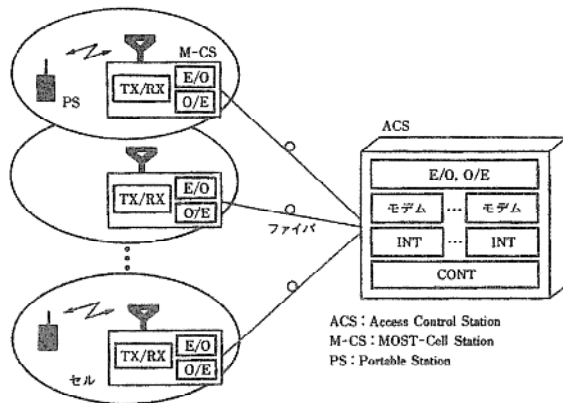 M-CS
PS
TX/RX
E/O
O/E
TX/RX
E/O
O/E
ファイバ
TX/RX
E/O
O/E
セル
ACS
E/O, O/E
モデム … モデム
INT … INT
CONT
ACS：Access Control Station
M-CS：MOST-Cell Station
PS：Portable Station